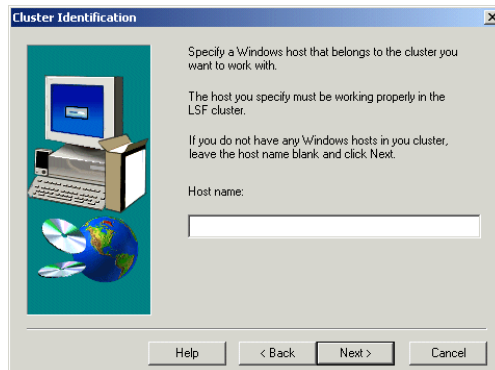 Cluster Identification
Specify a Windows host that belongs to the cluster you
want to work with.
The host you specify must be working properly in the
LSF cluster.
If you do not have any Windows hosts in you cluster,
leave the host name blank and click Next.
Host name:
Help
< Back
Next >
Cancel